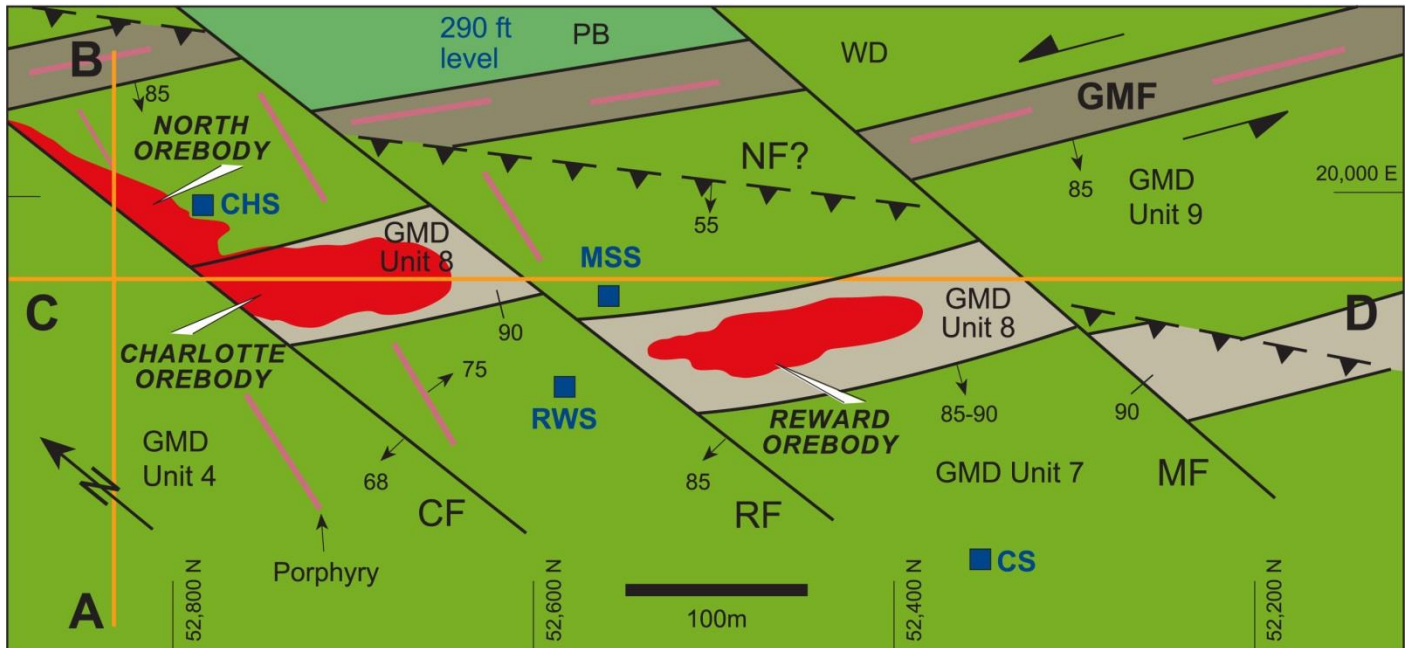 290 ft
level
PB
WD
B
GMF
85
NORTH
OREBODY
NF?
85
GMD
Unit 9
20,000 E
CHS
55
GMD
Unit 8
MSS
C
GMD
Unit 8
D
90
CHARLOTTE
OREBODY
75
RWS
85-90
90
REWARD
OREBODY
GMD
Unit 4
N
68
CF
85
RF
GMD Unit 7
MF
Porphyry
CS
A
52,800 N
52,600 N
100m
52,400 N
52,200 N